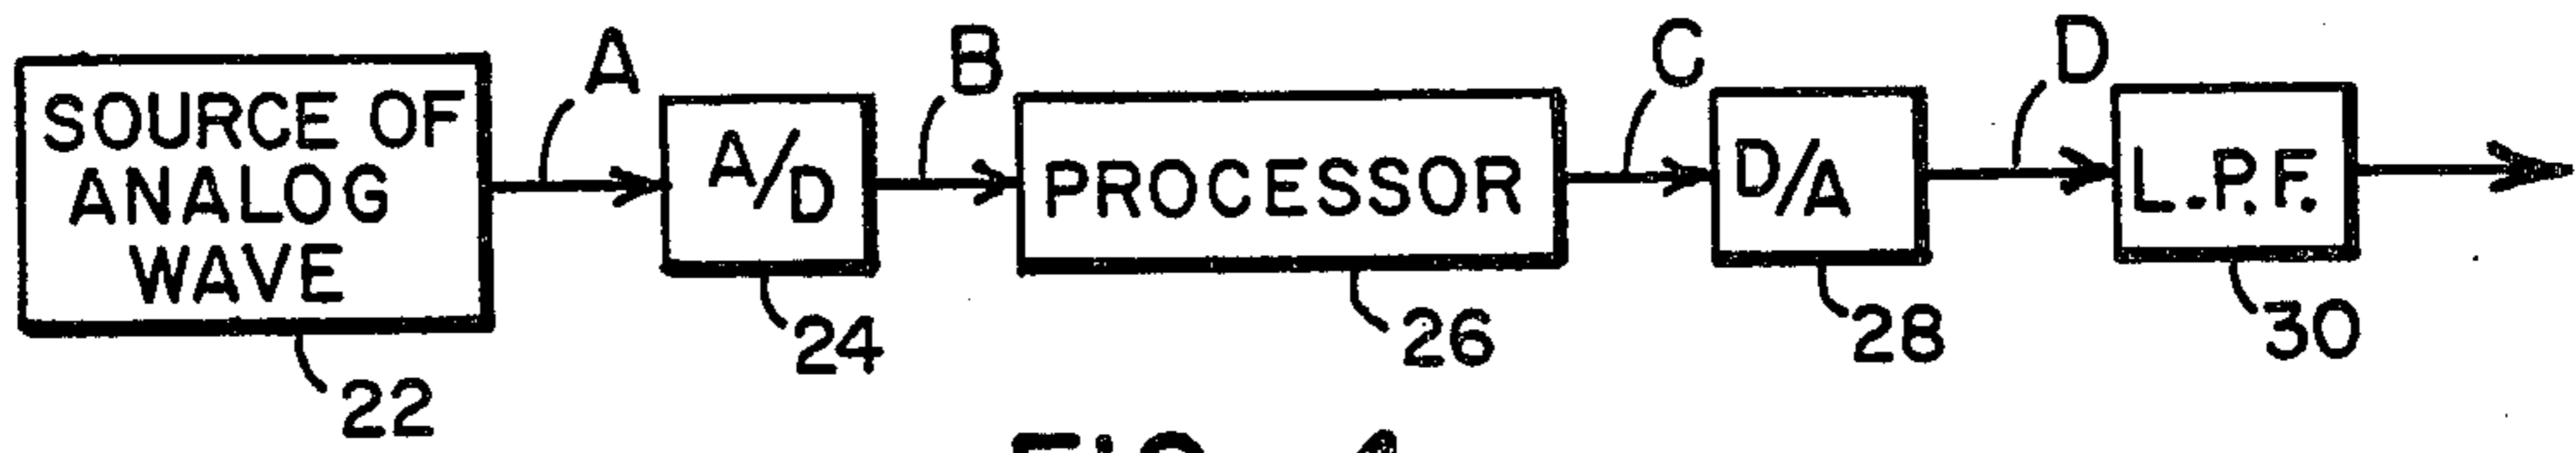 A B C D
SOURCE OF
ANALOG
WAVE
A/D
PROCESSOR
D/A
L.P.F.
22
24
26
28
30